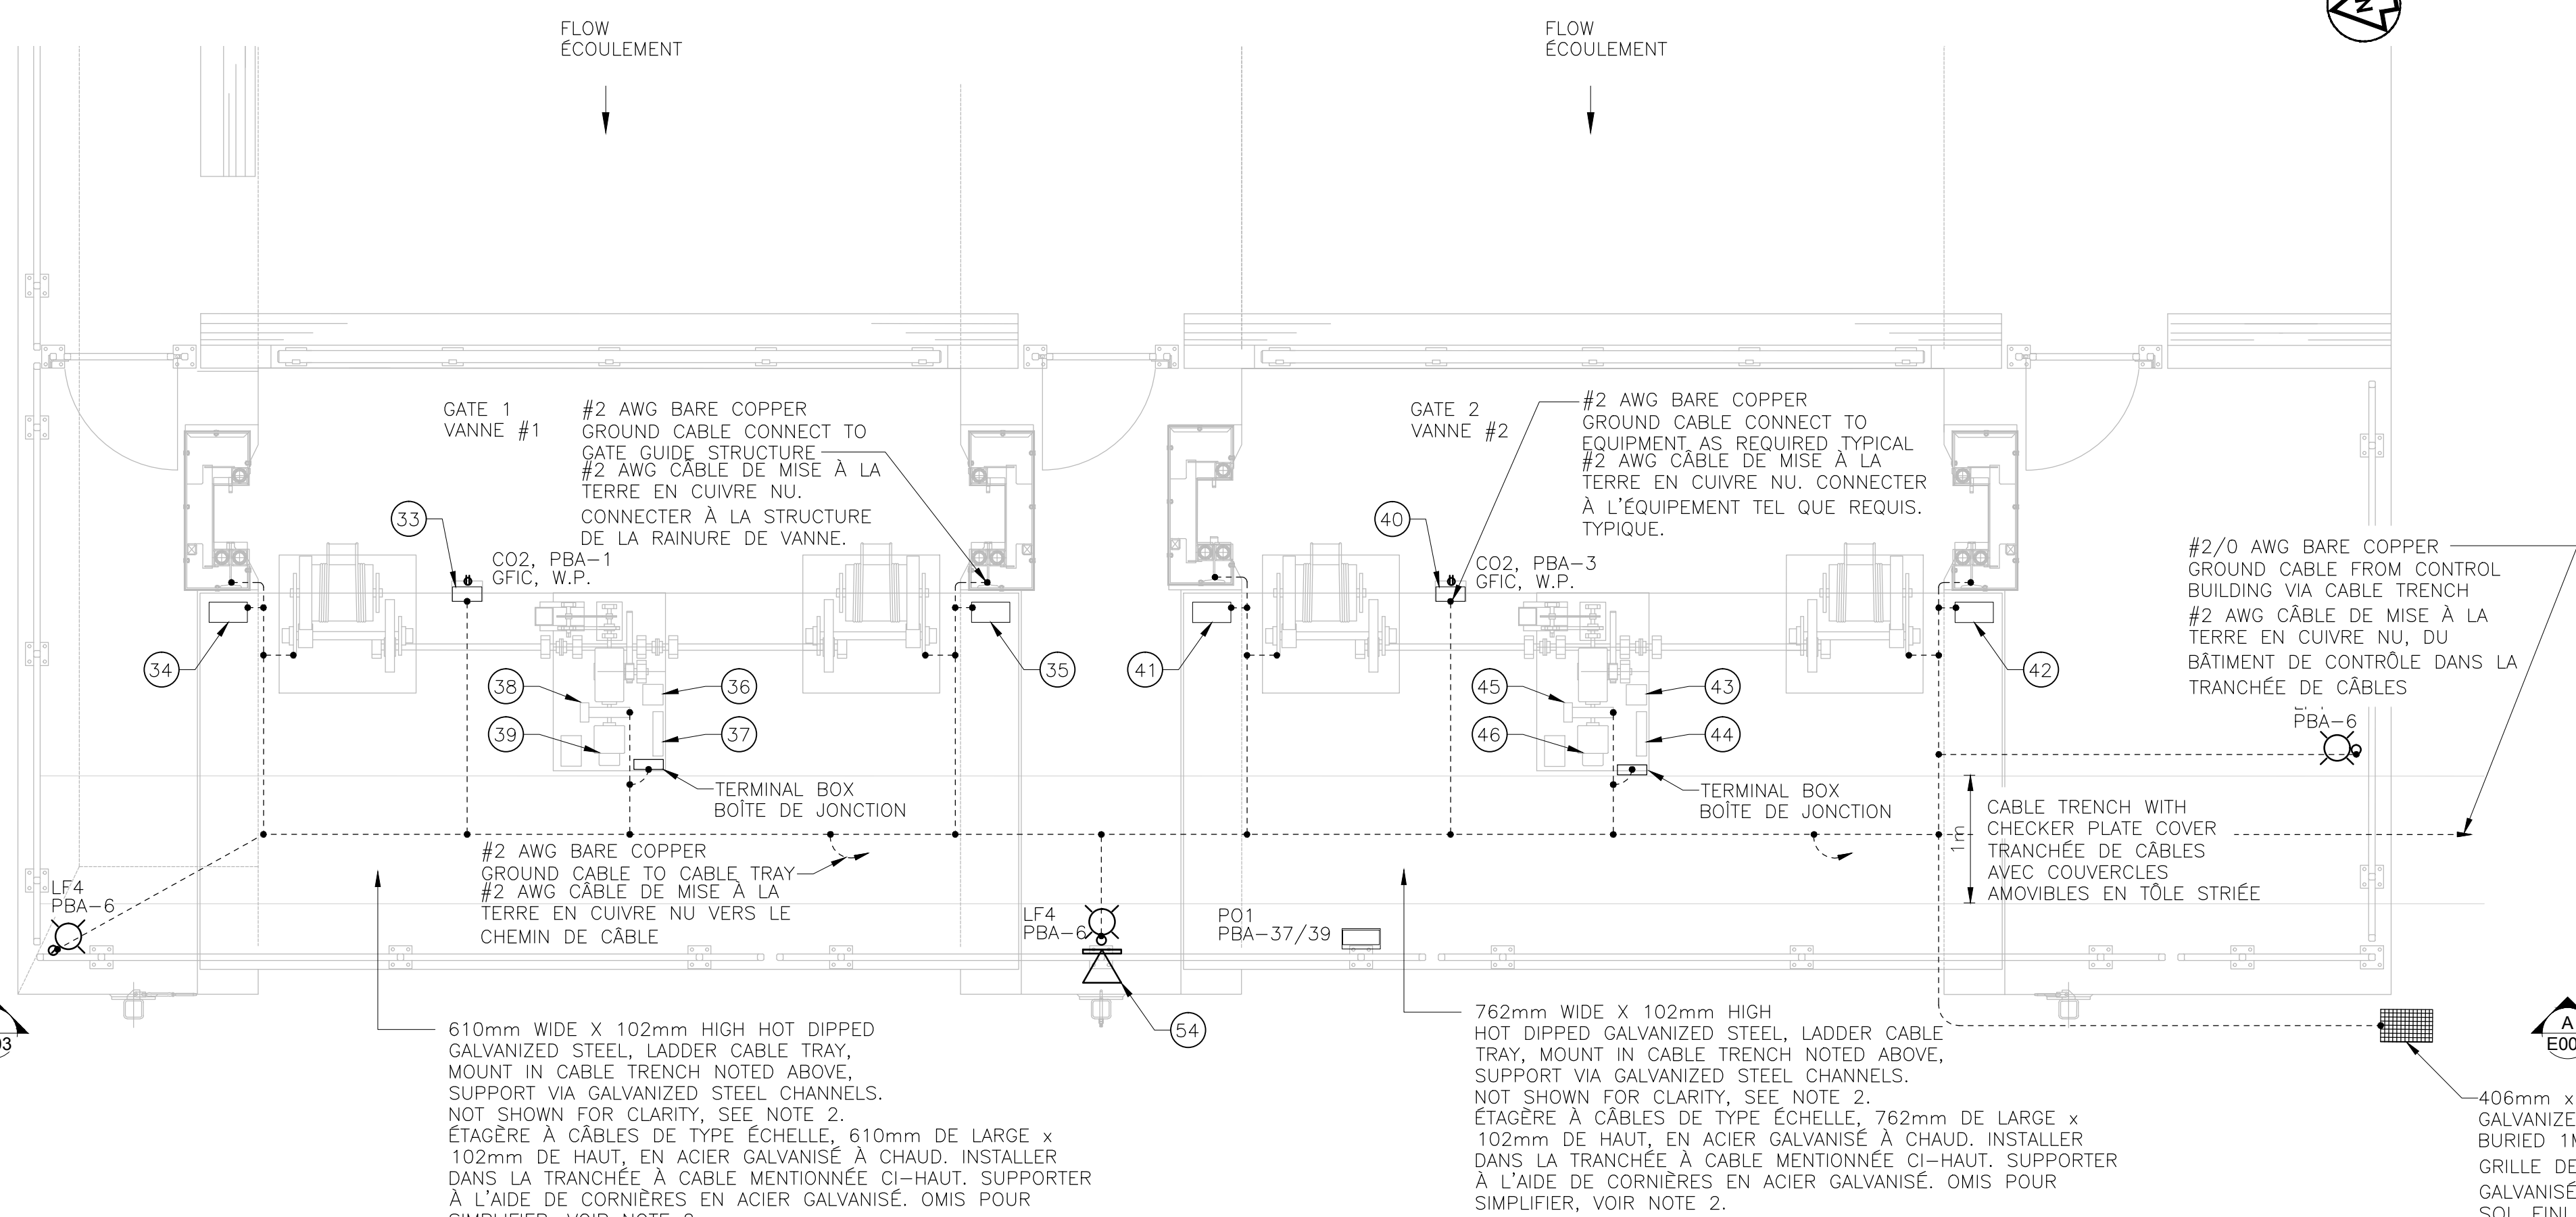 FLOW
ÉCOULEMENT
FLOW
ÉCOULEMENT
N
GATE 1
VANNE #1
#2 AWG BARE COPPER
GROUND CABLE CONNECT TO
GATE GUIDE STRUCTURE
#2 AWG CÂBLE DE MISE À LA
TERRE EN CUIVRE NU.
CONNECTER À LA STRUCTURE
DE LA RAINURE DE VANNE.
GATE 2
VANNE #2
#2 AWG BARE COPPER
GROUND CABLE CONNECT TO
EQUIPMENT AS REQUIRED TYPICAL
#2 AWG CÂBLE DE MISE À LA
TERRE EN CUIVRE NU. CONNECTER
À L'ÉQUIPEMENT TEL QUE REQUIS.
TYPIQUE.
33
CO2, PBA-1
GFIC, W.P.
40
CO2, PBA-3
GFIC, W.P.
#2/0 AWG BARE COPPER
GROUND CABLE FROM CONTROL
BUILDING VIA CABLE TRENCH
#2 AWG CÂBLE DE MISE À LA
TERRE EN CUIVRE NU, DU
BÂTIMENT DE CONTRÔLE DANS LA
TRANCHÉE DE CÂBLES
PBA-6
34
38
36
35
41
45
43
42
39
37
46
44
TERMINAL BOX
BOÎTE DE JONCTION
TERMINAL BOX
BOÎTE DE JONCTION
1m
CABLE TRENCH WITH
CHECKER PLATE COVER
TRANCHÉE DE CÂBLES
AVEC COUVERCLES
AMOVIBLES EN TÔLE STRIÉE
#2 AWG BARE COPPER
GROUND CABLE TO CABLE TRAY
#2 AWG CÂBLE DE MISE À LA
TERRE EN CUIVRE NU VERS LE
CHEMIN DE CÂBLE
LF4
PBA-6
LF4
PBA-6
PO1
PBA-37/39
54
03
610mm WIDE X 102mm HIGH HOT DIPPED
GALVANIZED STEEL, LADDER CABLE TRAY,
MOUNT IN CABLE TRENCH NOTED ABOVE,
SUPPORT VIA GALVANIZED STEEL CHANNELS.
NOT SHOWN FOR CLARITY, SEE NOTE 2.
ÉTAGÈRE À CÂBLES DE TYPE ÉCHELLE, 610mm DE LARGE x
102mm DE HAUT, EN ACIER GALVANISÉ À CHAUD. INSTALLER
DANS LA TRANCHÉE À CABLE MENTIONNÉE CI-HAUT. SUPPORTER
À L'AIDE DE CORNIÈRES EN ACIER GALVANISÉ. OMIS POUR
SIMPLIFIER, VOIR NOTE 2.
762mm WIDE X 102mm HIGH
HOT DIPPED GALVANIZED STEEL, LADDER CABLE
TRAY, MOUNT IN CABLE TRENCH NOTED ABOVE,
SUPPORT VIA GALVANIZED STEEL CHANNELS.
NOT SHOWN FOR CLARITY, SEE NOTE 2.
ÉTAGÈRE À CÂBLES DE TYPE ÉCHELLE, 762mm DE LARGE x
102mm DE HAUT, EN ACIER GALVANISÉ À CHAUD. INSTALLER
DANS LA TRANCHÉE À CABLE MENTIONNÉE CI-HAUT. SUPPORTER
À L'AIDE DE CORNIÈRES EN ACIER GALVANISÉ. OMIS POUR
SIMPLIFIER, VOIR NOTE 2.
A
E00
406mm x
GALVANIZE
BURIED 1M
GRILLE DE
GALVANISÉ
SOL FINI